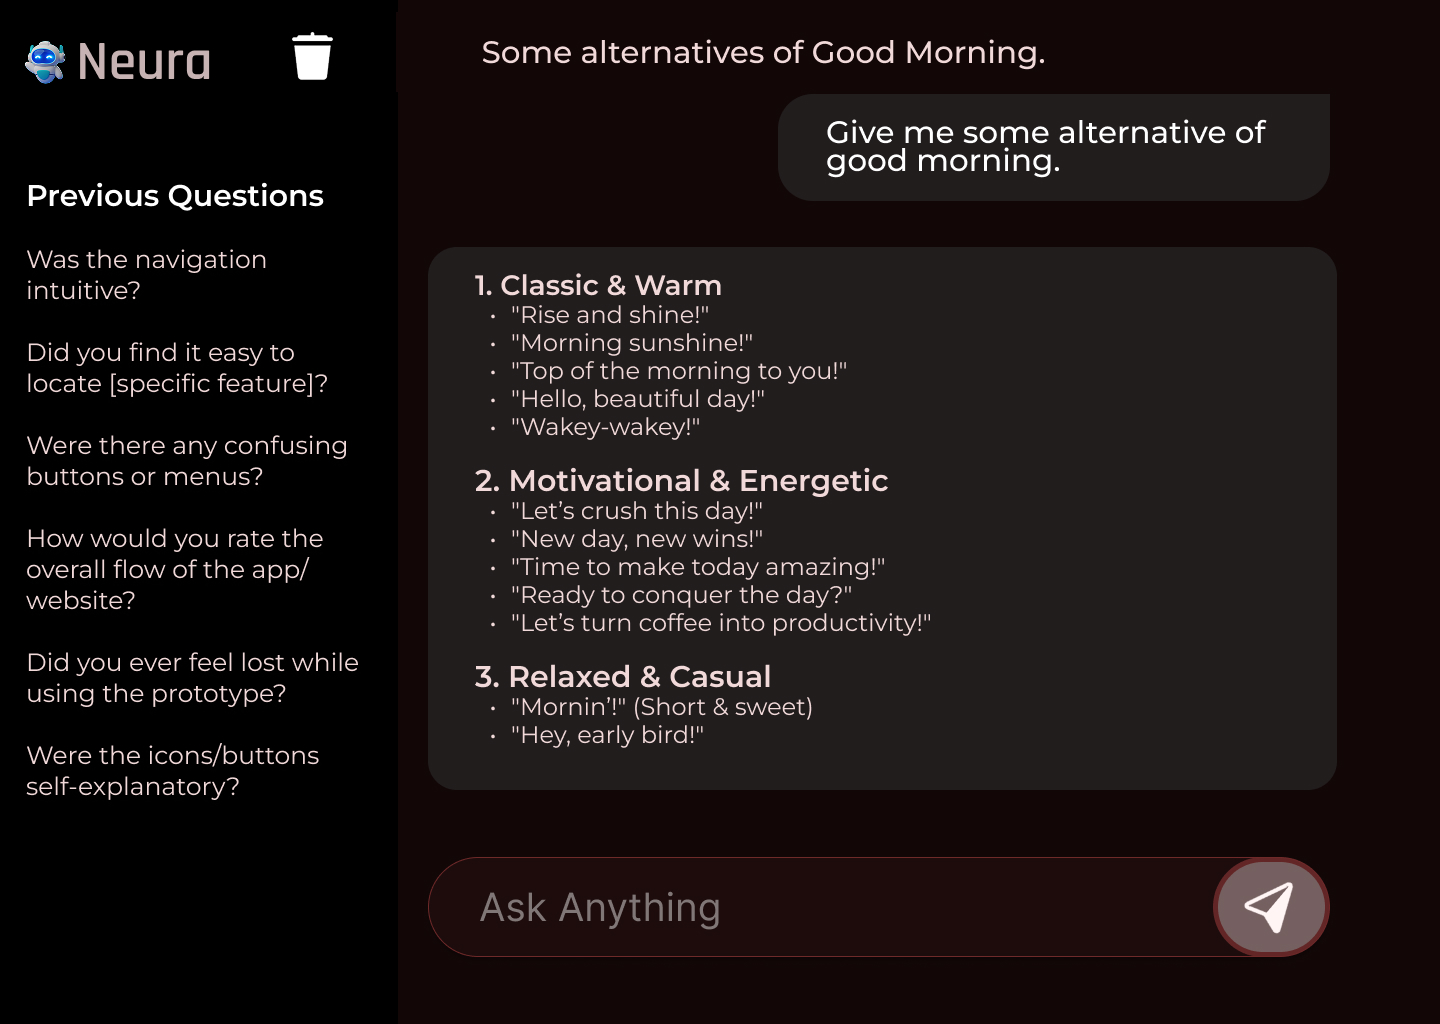 Neura
Previous Questions
Was the navigation
intuitive?
Did you find it easy to
locate [specific feature]?
Were there any confusing
buttons or menus?
How would you rate the
overall flow of the app/
website?
Did you ever feel lost while
using the prototype?
Were the icons/buttons
self-explanatory?
Some alternatives of Good Morning.
Give me some alternative of
good morning.
1. Classic & Warm
• "Rise and shine!"
• "Morning sunshine!"
• "Top of the morning to you!"
• "Hello, beautiful day!"
• "Wakey-wakey!"
2. Motivational & Energetic
• "Let’s crush this day!"
• "New day, new wins!"
• "Time to make today amazing!"
• "Ready to conquer the day?"
• "Let’s turn coffee into productivity!"
3. Relaxed & Casual
• "Mornin’!" (Short & sweet)
• "Hey, early bird!"
Ask Anything